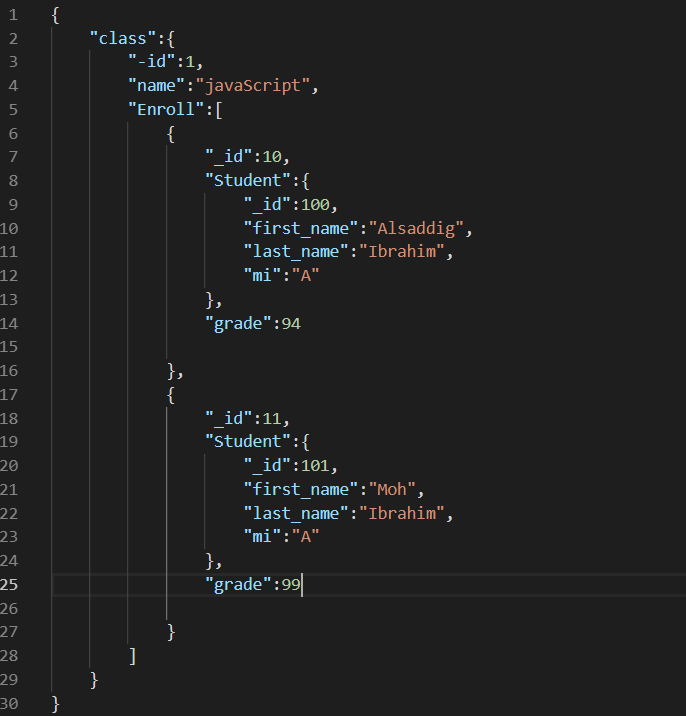 1 {
2     "class":{
3         "-id":1,
4         "name":"javaScript",
5         "Enroll":[
6             {
7                 "_id":10,
8                 "Student":{
9                     "_id":100,
10                     "first_name":"Alsaddig",
11                     "last_name":"Ibrahim",
12                     "mi":"A"
13                 },
14                 "grade":94
15
16             },
17             {
18                 "_id":11,
19                 "Student":{
20                     "_id":101,
21                     "first_name":"Moh",
22                     "last_name":"Ibrahim",
23                     "mi":"A"
24                 },
25                 "grade":99
26
27             }
28         ]
29     }
30 }